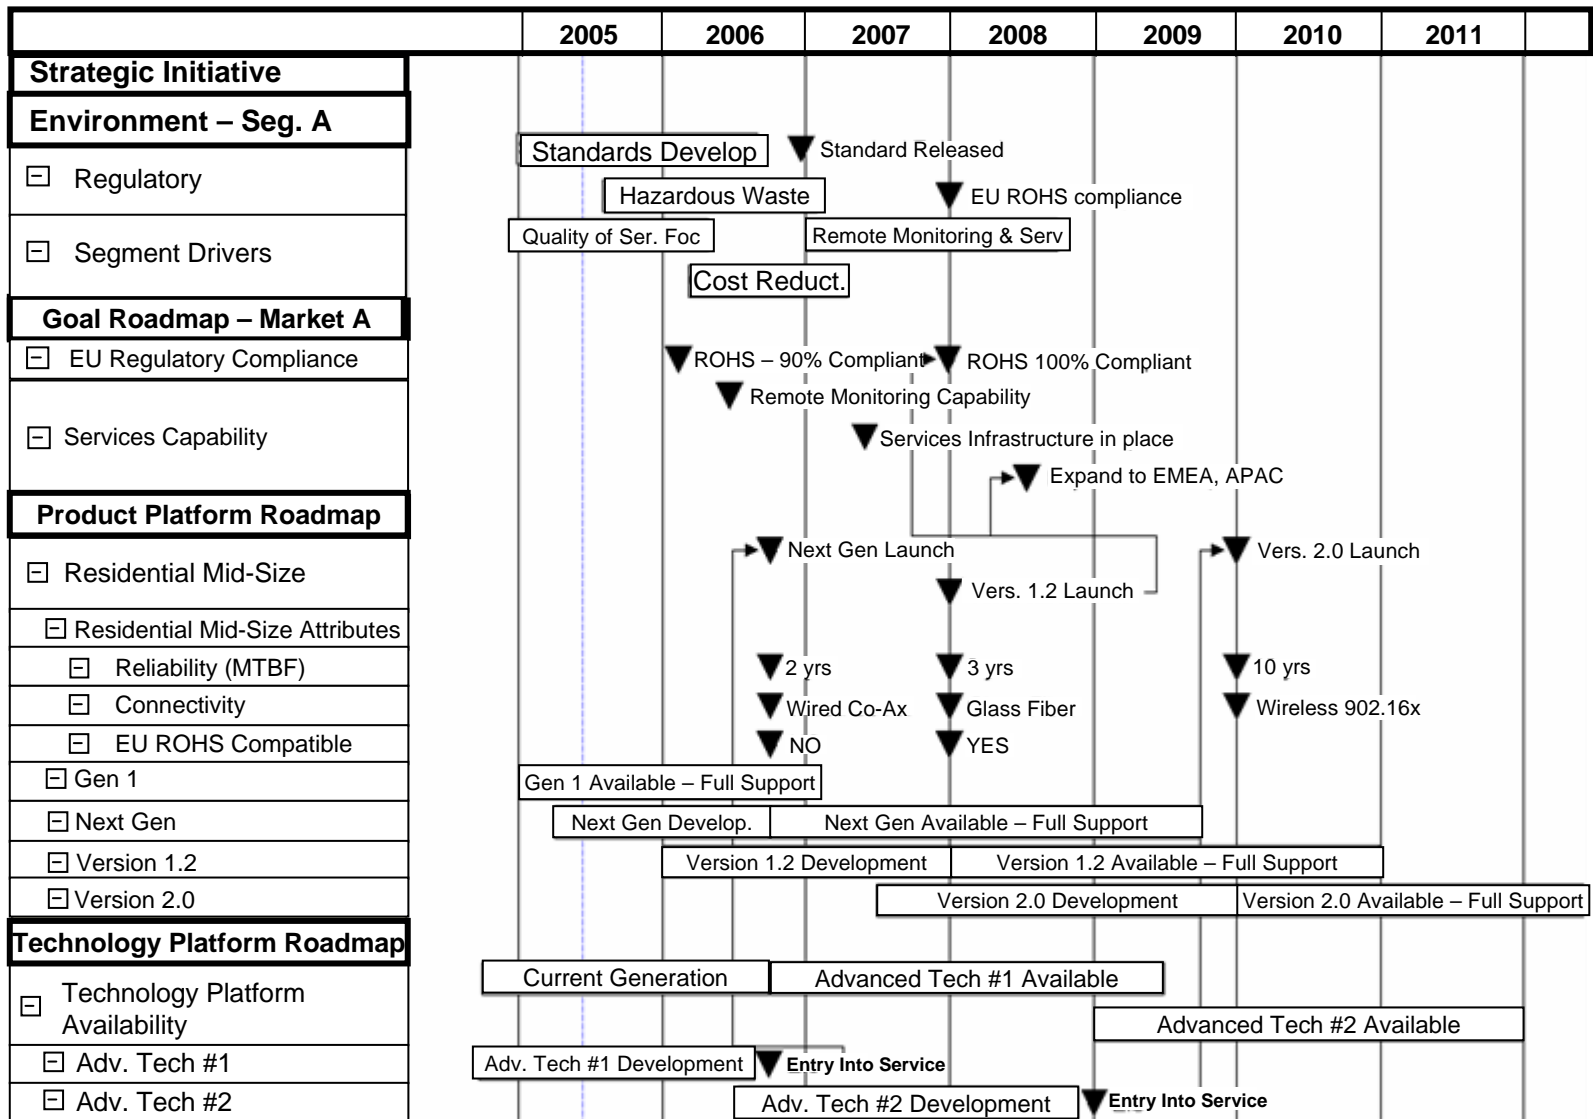 2005 2006 2007 2008 2009 2010 2011
Strategic Initiative
Environment – Seg. A
Standards Develop Standard Released
Regulatory
Hazardous Waste EU ROHS compliance
Quality of Ser. Foc Remote Monitoring & Serv
Segment Drivers
Cost Reduct.
Goal Roadmap – Market A
EU Regulatory Compliance ROHS – 90% Compliant ROHS 100% Compliant
Remote Monitoring Capability
Services Capability Services Infrastructure in place
Expand to EMEA, APAC
Product Platform Roadmap
Next Gen Launch Vers. 2.0 Launch
Residential Mid-Size
Vers. 1.2 Launch
Residential Mid-Size Attributes
Reliability (MTBF) 2 yrs 3 yrs 10 yrs
Connectivity Wired Co-Ax Glass Fiber Wireless 902.16x
EU ROHS Compatible NO YES
Gen 1 Gen 1 Available – Full Support
Next Gen Next Gen Develop. Next Gen Available – Full Support
Version 1.2 Version 1.2 Development Version 1.2 Available – Full Support
Version 2.0 Version 2.0 Development Version 2.0 Available – Full Support
Technology Platform Roadmap
Current Generation Advanced Tech #1 Available
Technology Platform
Availability
Advanced Tech #2 Available
Adv. Tech #1 Adv. Tech #1 Development Entry Into Service
Adv. Tech #2 Adv. Tech #2 Development Entry Into Service